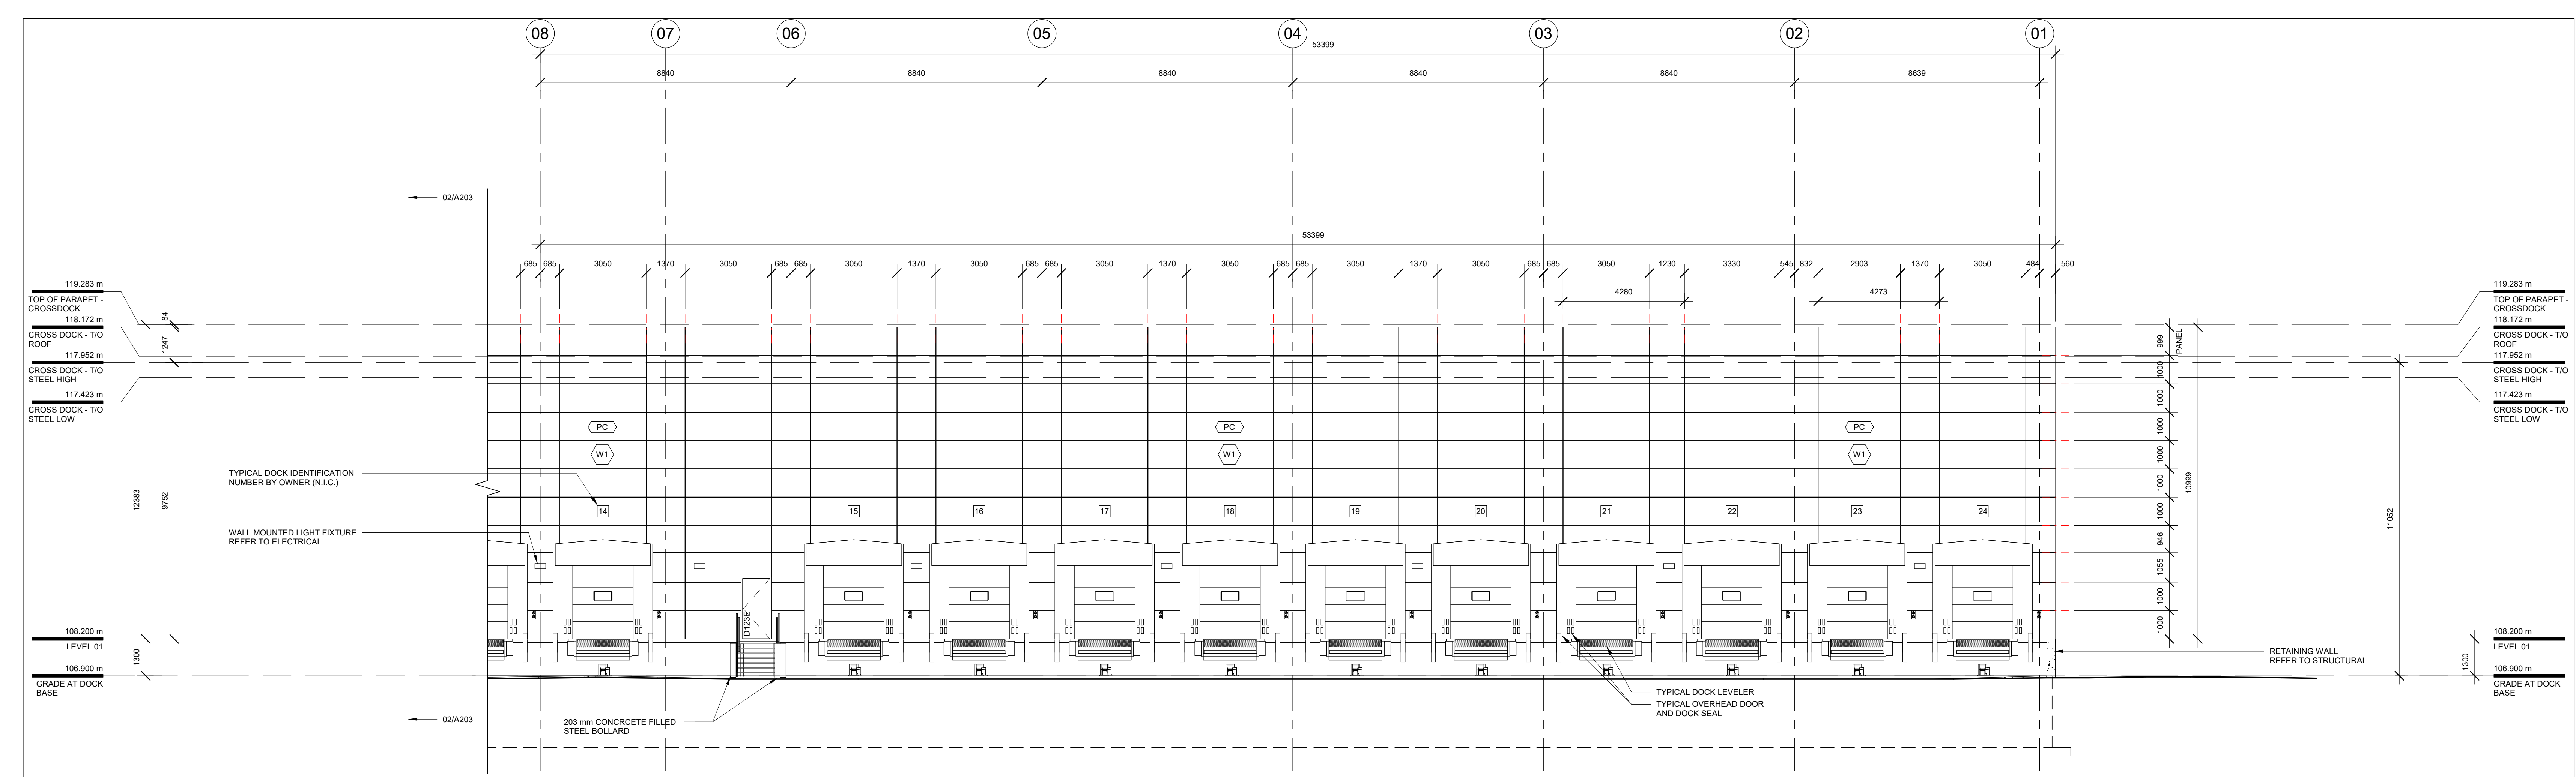 08 07 06 05 04 03 02 01
53399
8840 8840 8840 8840 8840 8639
02/A203
53399
685 685 3050 1370 3050 685 685 3050 1370 3050 685 685 3050 1370 3050 685 685 3050 1370 3050 685 685 3050 1230 3330 545 832 2903 1370 3050 484 560
4280 4273
119.283 m
TOP OF PARAPET -
CROSSDOCK
118.172 m
CROSS DOCK - T/O
ROOF
117.952 m
CROSS DOCK - T/O
STEEL HIGH
117.423 m
CROSS DOCK - T/O
STEEL LOW
84
1247
12383
9752
1300
108.200 m
LEVEL 01
106.900 m
GRADE AT DOCK
BASE
PC PC PC
W1 W1 W1
TYPICAL DOCK IDENTIFICATION
NUMBER BY OWNER (N.I.C.)
14 15 16 17 18 19 20 21 22 23 24
WALL MOUNTED LIGHT FIXTURE
REFER TO ELECTRICAL
D123E
203 mm CONCRCETE FILLED
STEEL BOLLARD
02/A203
TYPICAL DOCK LEVELER
TYPICAL OVERHEAD DOOR
AND DOCK SEAL
RETAINING WALL
REFER TO STRUCTURAL
PANEL
999
1000
1000
1000
1000
1000
1000
946
1055
1000
1000
10999
11052
1300
119.283 m
TOP OF PARAPET -
CROSSDOCK
118.172 m
CROSS DOCK - T/O
ROOF
117.952 m
CROSS DOCK - T/O
STEEL HIGH
117.423 m
CROSS DOCK - T/O
STEEL LOW
108.200 m
LEVEL 01
106.900 m
GRADE AT DOCK
BASE